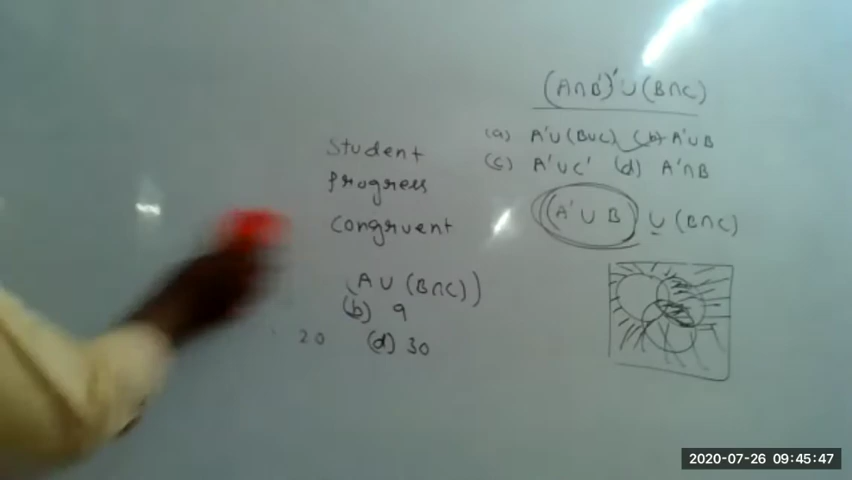 (A∩B')'∪(B∩C)
(a) A'∪(B∪C) (b) A'∪B
(c) A'∪C' (d) A'∩B
(A'∪B) ∪ (B∩C)
Student
Progress
Congruent
(A∪(B∩C))
(b) 9
20 (d) 30
2020-07-26 09:45:47